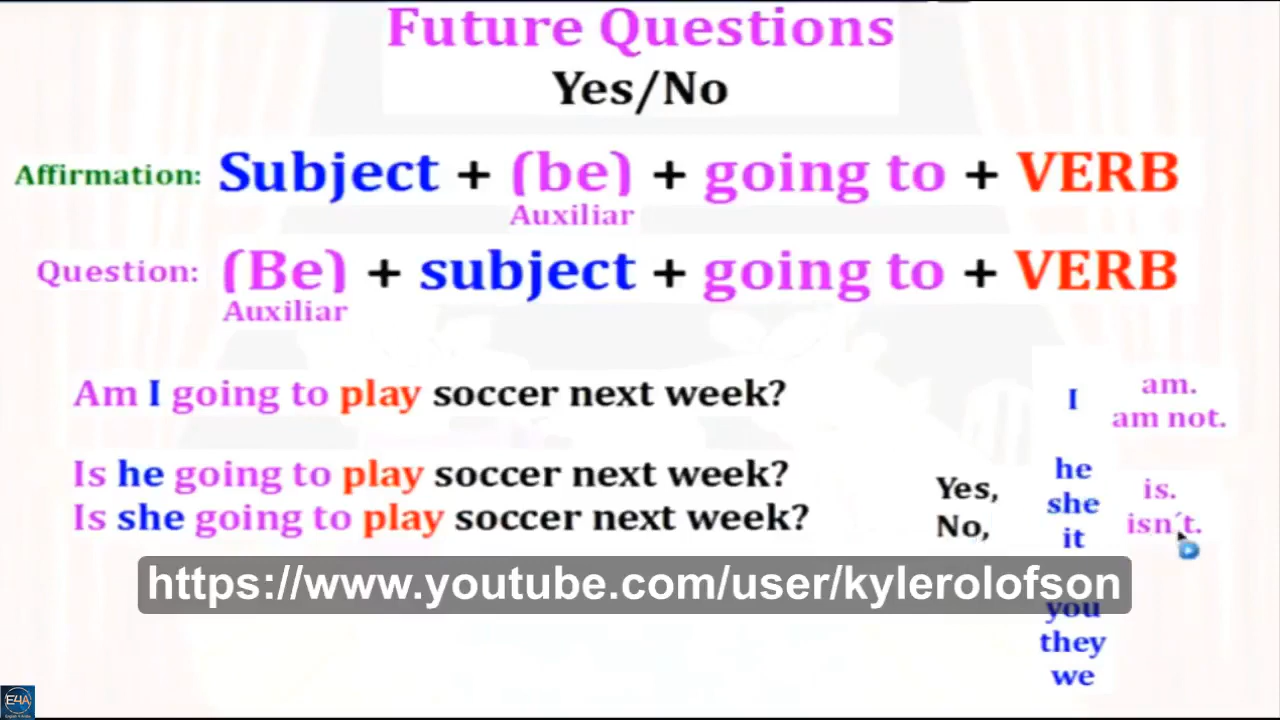 Future Questions
Yes/No
Affirmation: Subject + (be) + going to + VERB
Auxiliar
Question: (Be) + subject + going to + VERB
Auxiliar
Am I going to play soccer next week?
Is he going to play soccer next week?
Is she going to play soccer next week?
Yes,
No,
I
he
she
it
you
they
we
am.
am not.
is.
isn´t.
https://www.youtube.com/user/kylerolofson
E4A